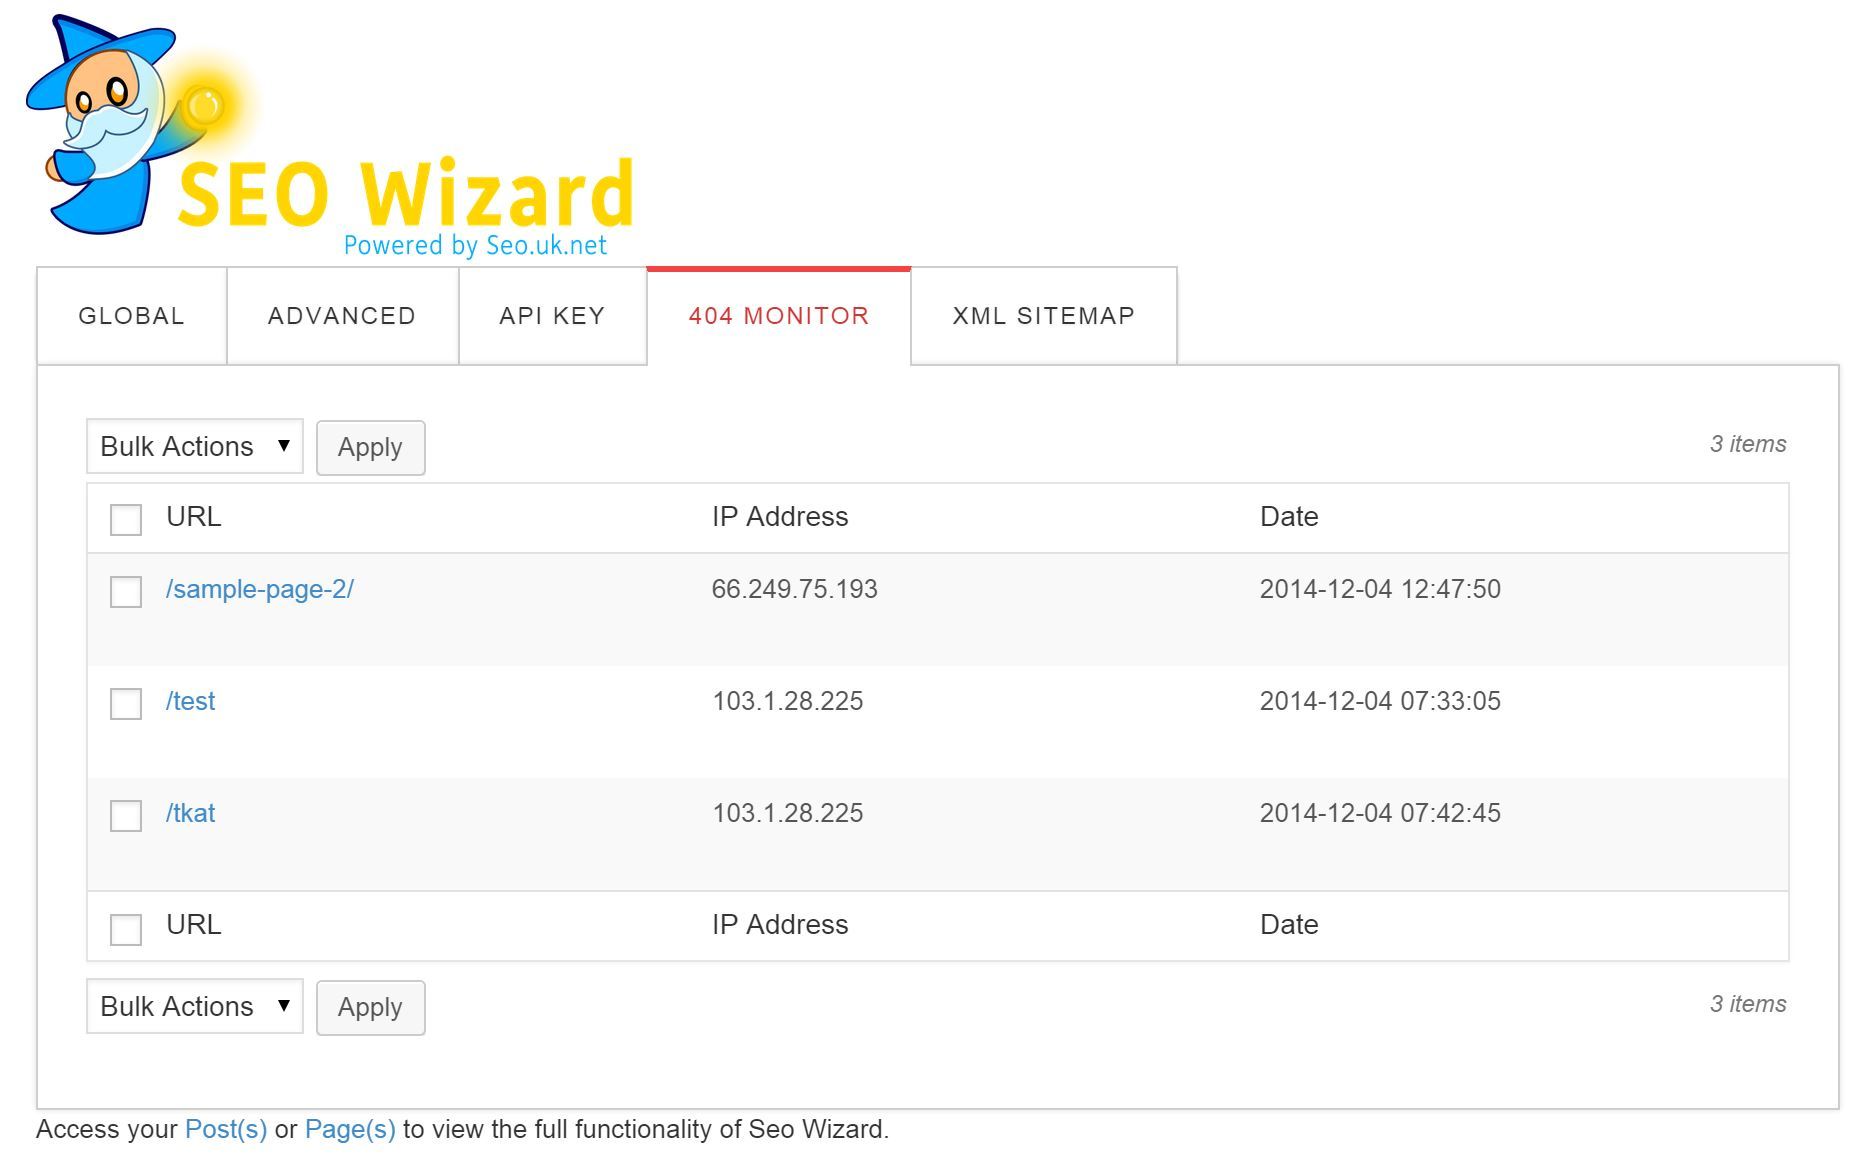 SEO Wizard
Powered by Seo.uk.net
GLOBAL ADVANCED API KEY 404 MONITOR XML SITEMAP
Bulk Actions Apply 3 items
URL IP Address Date
/sample-page-2/ 66.249.75.193 2014-12-04 12:47:50
/test 103.1.28.225 2014-12-04 07:33:05
/tkat 103.1.28.225 2014-12-04 07:42:45
URL IP Address Date
Bulk Actions Apply 3 items
Access your Post(s) or Page(s) to view the full functionality of Seo Wizard.